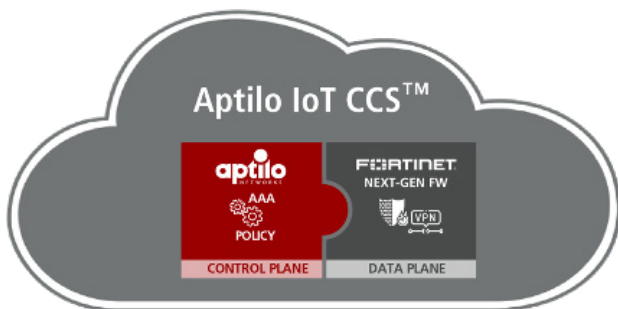 Aptilo IoT CCS™
aptilo
NETWORKS
AAA
POLICY
CONTROL PLANE
FORTINET
NEXT-GEN FW
VPN
DATA PLANE